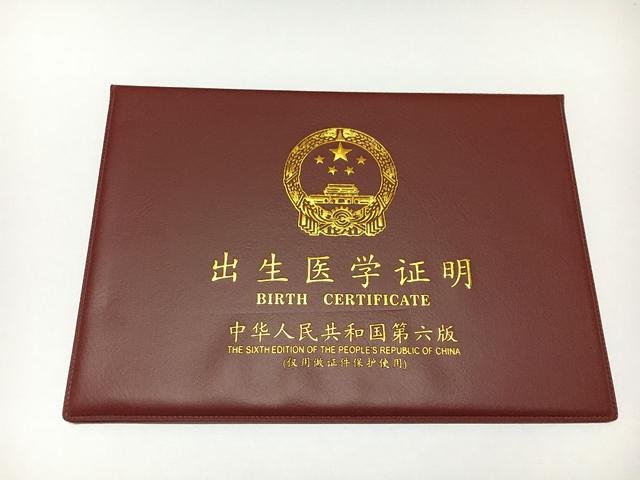 出生医学证明
BIRTH CERTIFICATE
中华人民共和国第六版
THE SIXTH EDITION OF THE PEOPLE'S REPUBLIC OF CHINA
(仅用做证件保护使用)